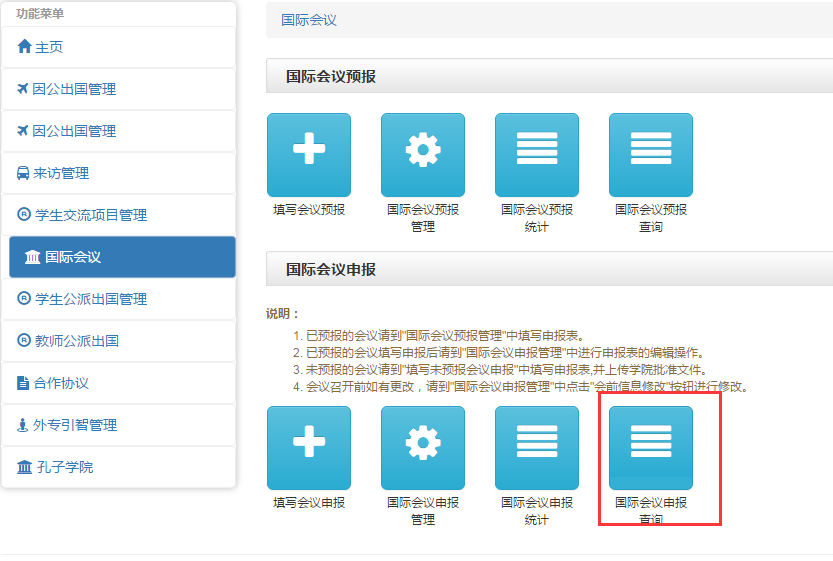 功能菜单
主页
因公出国管理
因公出国管理
来访管理
学生交流项目管理
国际会议
学生公派出国管理
教师公派出国
合作协议
外专引智管理
孔子学院
国际会议
国际会议预报
填写会议预报
国际会议预报
管理
国际会议预报
统计
国际会议预报
查询
国际会议申报
说明：
1. 已预报的会议请到"国际会议预报管理"中填写申报表。
2. 已预报的会议填写申报后请到"国际会议申报管理"中进行申报表的编辑操作。
3. 未预报的会议请到"填写未预报会议申报"中填写申报表,并上传学院批准文件。
4. 会议召开前如有更改，请到"国际会议申报管理"中点击"会前信息修改"按钮进行修改。
填写会议申报
国际会议申报
管理
国际会议申报
统计
国际会议申报
查询